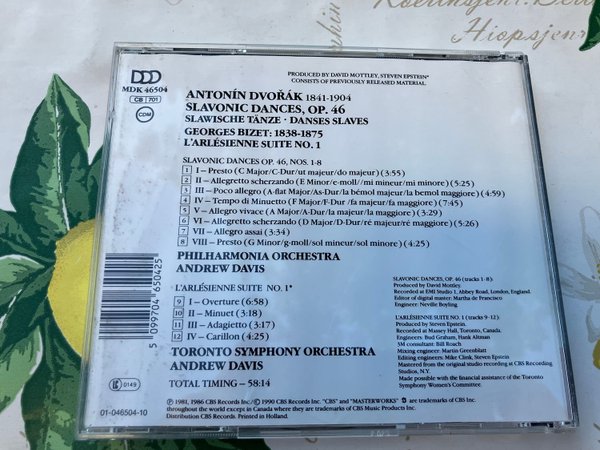 Roerinsjen..
Hiopsjen
DDD
MDK 46504
CB 701
CDM
PRODUCED BY DAVID MOTTLEY, STEVEN EPSTEIN*
CONSISTS OF PREVIOUSLY RELEASED MATERIAL.
ANTONÍN DVOŘÁK 1841-1904
SLAVONIC DANCES, OP. 46
SLAWISCHE TÄNZE · DANSES SLAVES
GEORGES BIZET: 1838-1875
L'ARLÉSIENNE SUITE NO. 1
SLAVONIC DANCES OP. 46, NOS. 1-8
1 I – Presto (C Major/C-Dur/ut majeur/do majeur) (3:55)
2 II – Allegretto scherzando (E Minor/e-moll//mi mineur/mi minore) (5:25)
3 III – Poco allegro (A flat Major/As-Dur/la bémol majeur/la bemol maggiore) (4:59)
4 IV – Tempo di Minuetto (F Major/F-Dur/fa majeur/fa maggiore) (7:45)
5 V – Allegro vivace (A Major/A-Dur/la majeur/la maggiore) (3:29)
6 VI – Allegretto scherzando (D Major/D-Dur/ré majeur/ré maggiore) (5:26)
7 VII – Allegro assai (3:34)
8 VIII – Presto (G Minor/g-moll/sol mineur/sol minore) (4:25)
PHILHARMONIA ORCHESTRA
ANDREW DAVIS
L'ARLÉSIENNE SUITE NO. 1*
9 I – Overture (6:58)
10 II – Minuet (3:18)
11 III – Adagietto (3:17)
12 IV – Carillon (4:25)
TORONTO SYMPHONY ORCHESTRA
ANDREW DAVIS
TOTAL TIMING – 58:14
SLAVONIC DANCES, OP. 46 (tracks 1-8):
Produced by David Mottley.
Recorded at EMI Studio 1, Abbey Road, London, England.
Editor of digital master: Martha de Francisco
Engineer: Neville Boyling
L'ARLÉSIENNE SUITE NO. 1 (tracks 9-12):
Produced by Steven Epstein.
Recorded at Massey Hall, Toronto, Canada.
Engineers: Bud Graham, Hank Altman
SM consultant: Bill Roach
Mixing engineer: Martin Greenblatt
Editing engineers: Mike Clink, Steven Epstein
Mastered from the original studio recording at CBS Recording
Studios, N.Y.
Made possible with the financial assistance of the Toronto
Symphony Women's Committee.
5 099704 650425
LC 0149
01-046504-10
℗ 1981, 1986 CBS Records Inc./© 1990 CBS Records Inc. "CBS" and "MASTERWORKS" are trademarks of CBS Inc.
throughout the world except in Canada where they are trademarks of CBS Music Products Inc.
Distribution CBS Records. Printed in Holland.